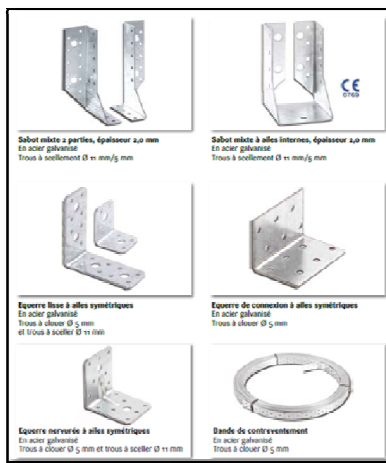 CE
0769
Sabot mixte 2 parties, épaisseur 2,0 mm
En acier galvanisé
Trous à scellement Ø 11 mm/5 mm
Sabot mixte à ailes internes, épaisseur 2,0 mm
En acier galvanisé
Trous à scellement Ø 11 mm/5 mm
Equerre lisse à ailes symétriques
En acier galvanisé
Trous à clouer Ø 5 mm
et trous à sceller Ø 11 mm
Equerre de connexion à ailes symétriques
En acier galvanisé
Trous à clouer Ø 5 mm
Equerre nervurée à ailes symétriques
En acier galvanisé
Trous à clouer Ø 5 mm et trous à sceller Ø 11 mm
Bande de contreventement
En acier galvanisé
Trous à clouer Ø 5 mm